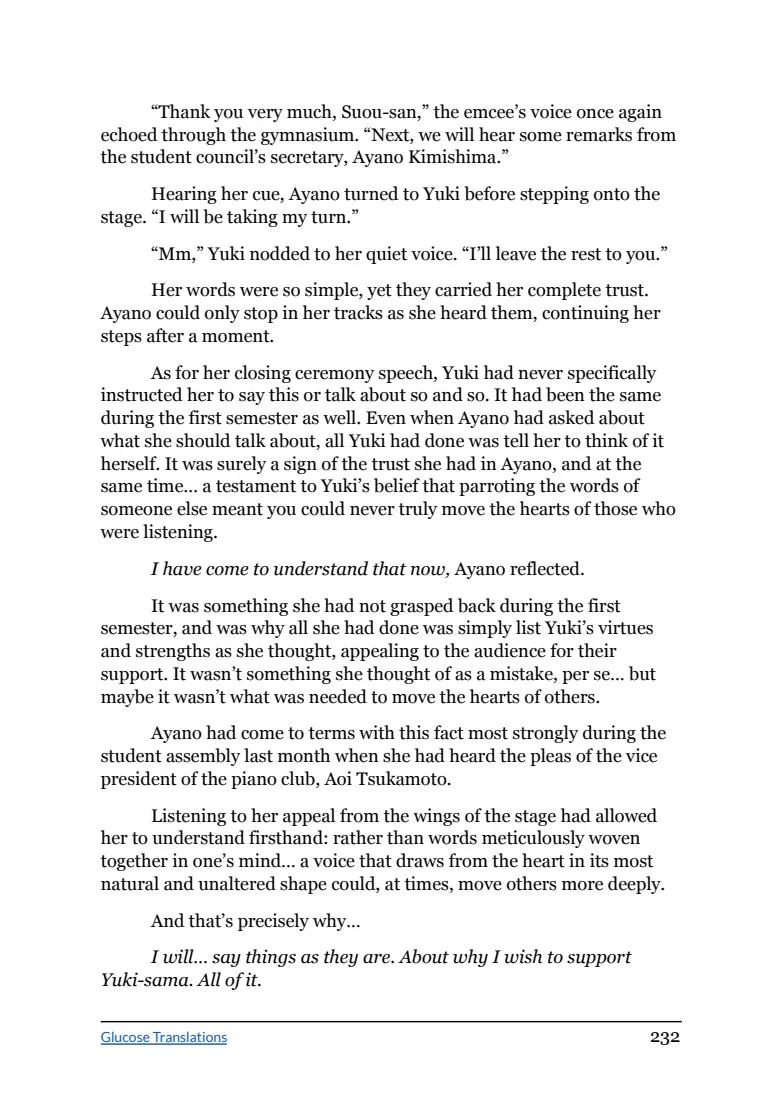 “Thank you very much, Suou-san,” the emcee’s voice once again
echoed through the gymnasium. “Next, we will hear some remarks from
the student council’s secretary, Ayano Kimishima.”
Hearing her cue, Ayano turned to Yuki before stepping onto the
stage. “I will be taking my turn.”
“Mm,” Yuki nodded to her quiet voice. “I’ll leave the rest to you.”
Her words were so simple, yet they carried her complete trust.
Ayano could only stop in her tracks as she heard them, continuing her
steps after a moment.
As for her closing ceremony speech, Yuki had never specifically
instructed her to say this or talk about so and so. It had been the same
during the first semester as well. Even when Ayano had asked about
what she should talk about, all Yuki had done was tell her to think of it
herself. It was surely a sign of the trust she had in Ayano, and at the
same time… a testament to Yuki’s belief that parroting the words of
someone else meant you could never truly move the hearts of those who
were listening.
I have come to understand that now, Ayano reflected.
It was something she had not grasped back during the first
semester, and was why all she had done was simply list Yuki’s virtues
and strengths as she thought, appealing to the audience for their
support. It wasn’t something she thought of as a mistake, per se… but
maybe it wasn’t what was needed to move the hearts of others.
Ayano had come to terms with this fact most strongly during the
student assembly last month when she had heard the pleas of the vice
president of the piano club, Aoi Tsukamoto.
Listening to her appeal from the wings of the stage had allowed
her to understand firsthand: rather than words meticulously woven
together in one’s mind… a voice that draws from the heart in its most
natural and unaltered shape could, at times, move others more deeply.
And that’s precisely why…
I will… say things as they are. About why I wish to support
Yuki-sama. All of it.
Glucose Translations 232